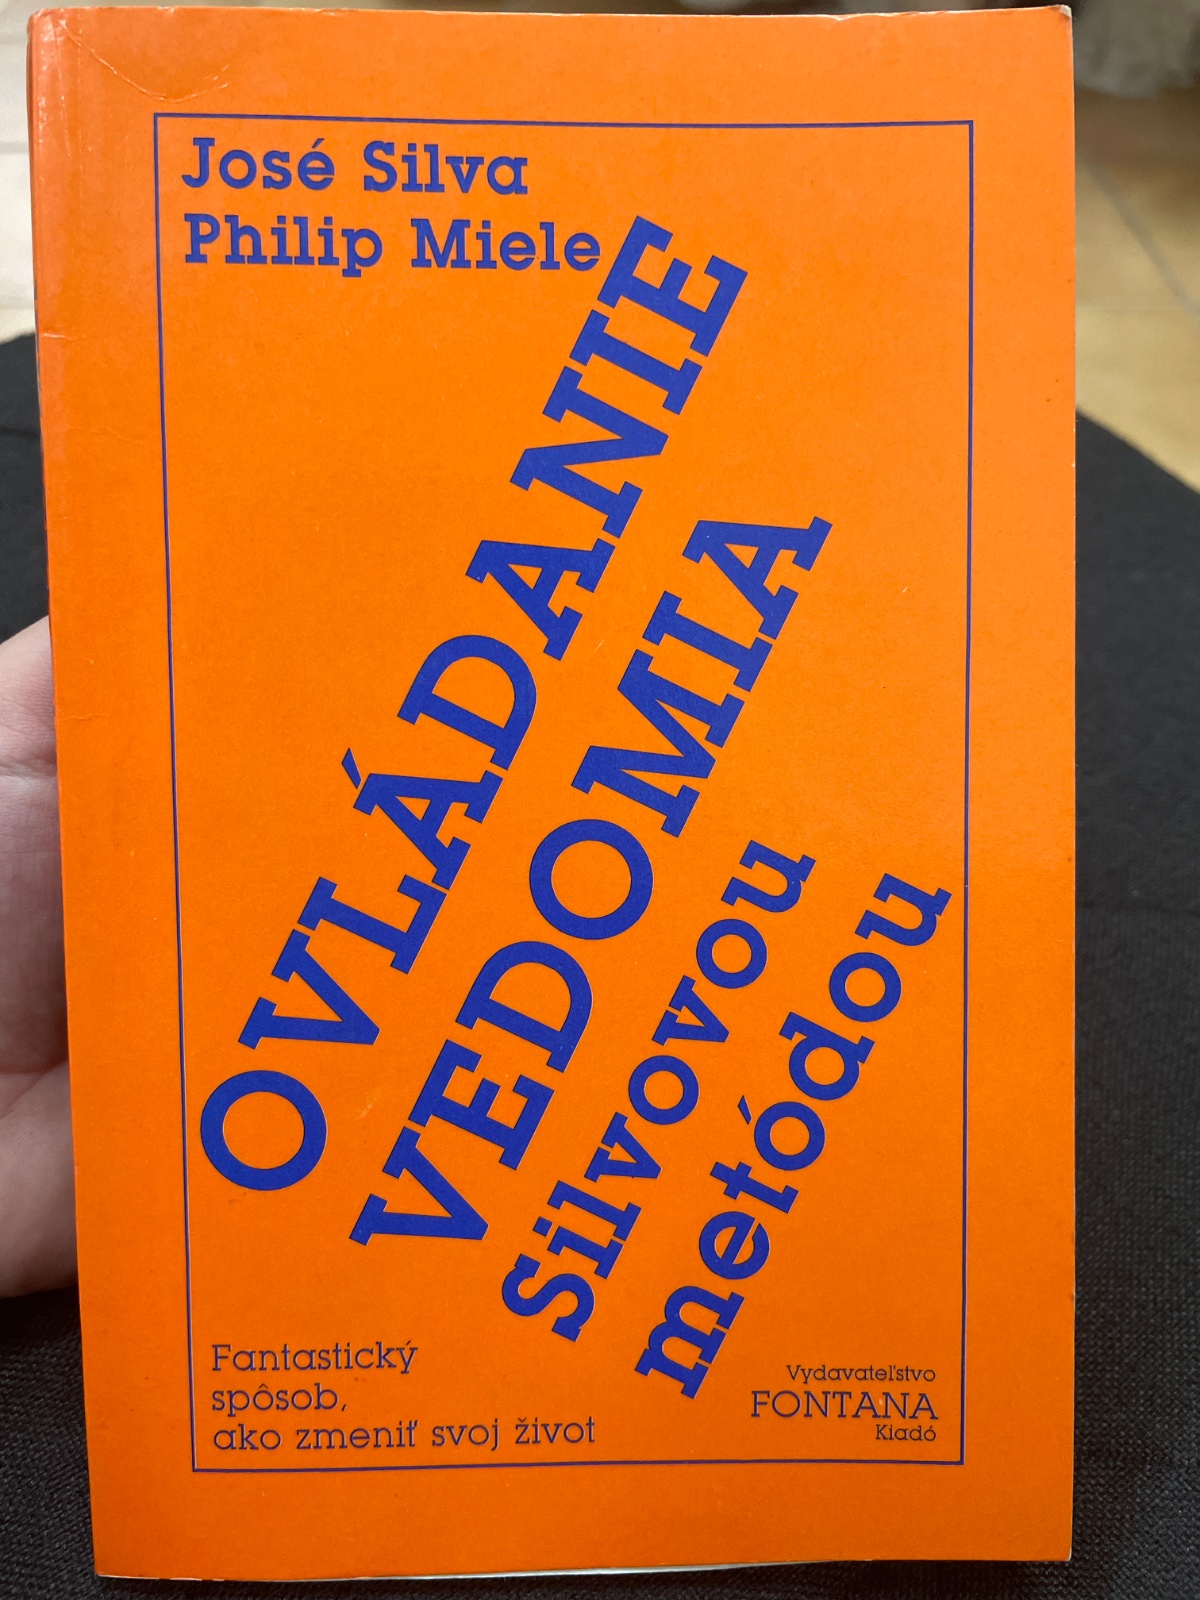 José Silva
Philip Miele
OVLÁDANIE
VEDOMIA
Silvovou
metódou
Fantastický
spôsob,
ako zmeniť svoj život
Vydavateľstvo
FONTANA
Kiadó